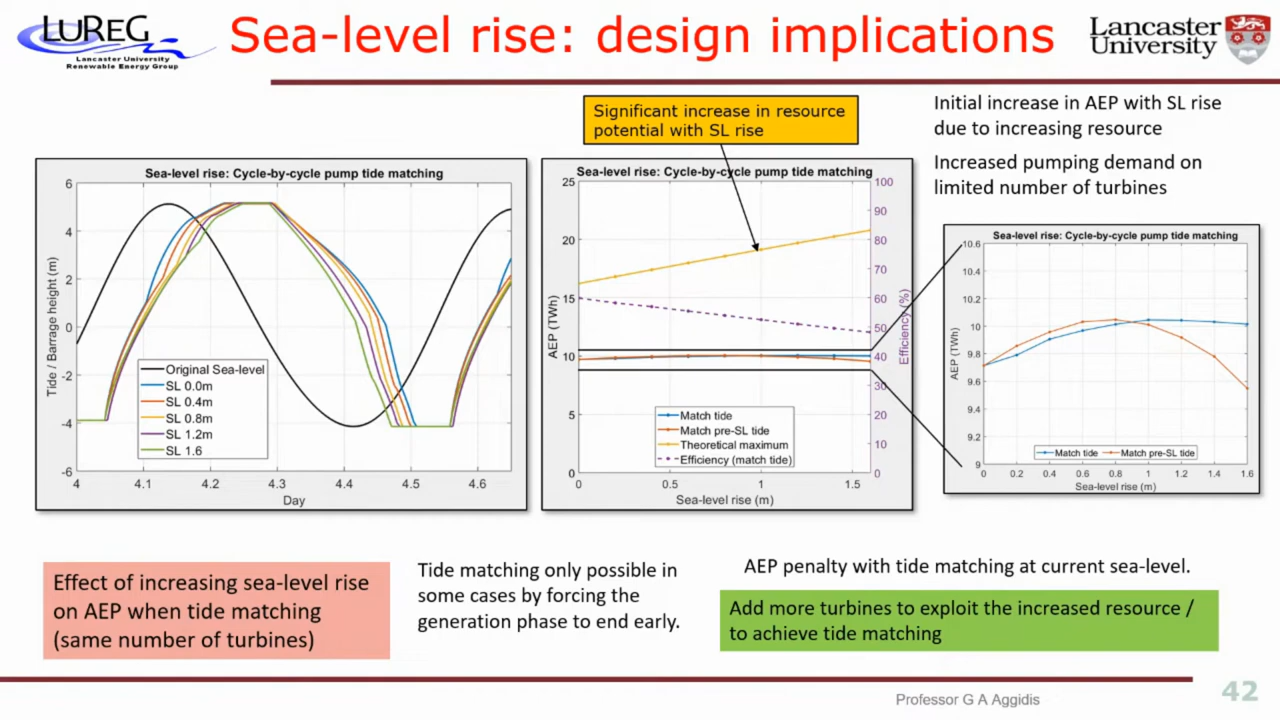 LUREG
Lancaster University
Renewable Energy Group
Sea-level rise: design implications
Lancaster
University
Significant increase in resource
potential with SL rise
Initial increase in AEP with SL rise
due to increasing resource
Increased pumping demand on
limited number of turbines
Sea-level rise: Cycle-by-cycle pump tide matching
6
4
2
0
-2
-4
-6
Tide / Barrage height (m)
Original Sea-level
SL 0.0m
SL 0.4m
SL 0.8m
SL 1.2m
SL 1.6
4 4.1 4.2 4.3 4.4 4.5 4.6
Day
Sea-level rise: Cycle-by-cycle pump tide matching
25
20
15
10
5
0
AEP (TWh)
100
90
80
70
60
50
40
30
20
10
0
Efficiency (%)
Match tide
Match pre-SL tide
Theoretical maximum
Efficiency (match tide)
0 0.5 1 1.5
Sea-level rise (m)
Sea-level rise: Cycle-by-cycle pump tide matching
10.6
10.4
10.2
10
9.8
9.6
9.4
9.2
9
AEP (TWh)
Match tide Match pre-SL tide
0 0.2 0.4 0.6 0.8 1 1.2 1.4 1.6
Sea-level rise (m)
Effect of increasing sea-level rise
on AEP when tide matching
(same number of turbines)
Tide matching only possible in
some cases by forcing the
generation phase to end early.
AEP penalty with tide matching at current sea-level.
Add more turbines to exploit the increased resource /
to achieve tide matching
Professor G A Aggidis
42